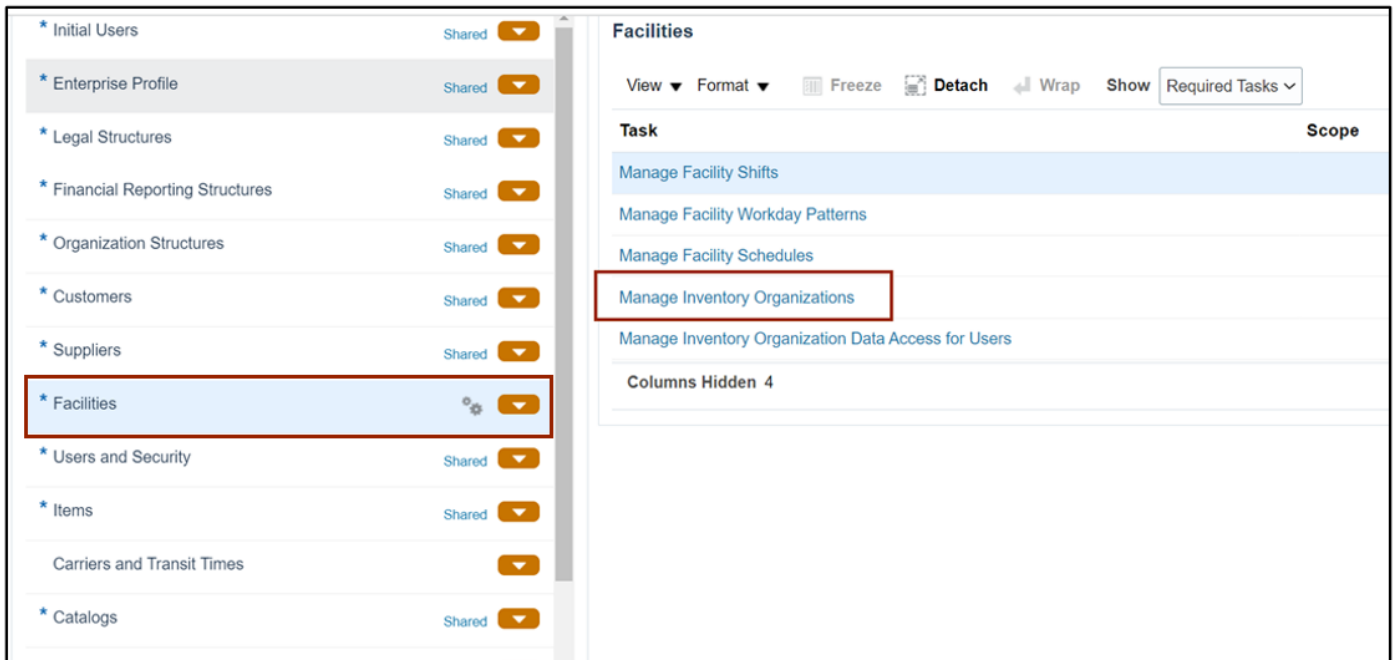 * Initial Users Shared
* Enterprise Profile Shared
* Legal Structures Shared
* Financial Reporting Structures Shared
* Organization Structures Shared
* Customers Shared
* Suppliers Shared
* Facilities
* Users and Security Shared
* Items Shared
Carriers and Transit Times
* Catalogs Shared
Facilities
View Format Freeze Detach Wrap Show Required Tasks
Task Scope
Manage Facility Shifts
Manage Facility Workday Patterns
Manage Facility Schedules
Manage Inventory Organizations
Manage Inventory Organization Data Access for Users
Columns Hidden 4